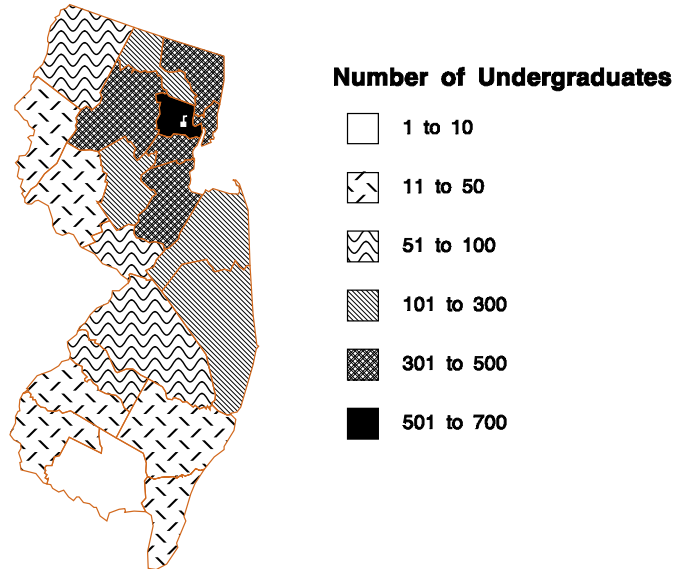 Number of Undergraduates
1 to 10
11 to 50
51 to 100
101 to 300
301 to 500
501 to 700